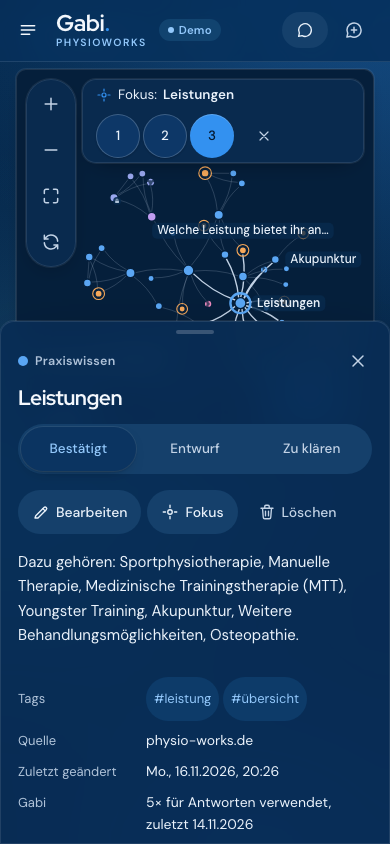 Gabi.
PHYSIOWORKS
Demo
Fokus: Leistungen
1 2 3
Welche Leistung bietet ihr an...
Akupunktur
Leistungen
Praxiswissen
Leistungen
Bestätigt Entwurf Zu klären
Bearbeiten Fokus Löschen
Dazu gehören: Sportphysiotherapie, Manuelle
Therapie, Medizinische Trainingstherapie (MTT),
Youngster Training, Akupunktur, Weitere
Behandlungsmöglichkeiten, Osteopathie.
Tags #leistung #übersicht
Quelle physio-works.de
Zuletzt geändert Mo., 16.11.2026, 20:26
Gabi 5× für Antworten verwendet,
zuletzt 14.11.2026